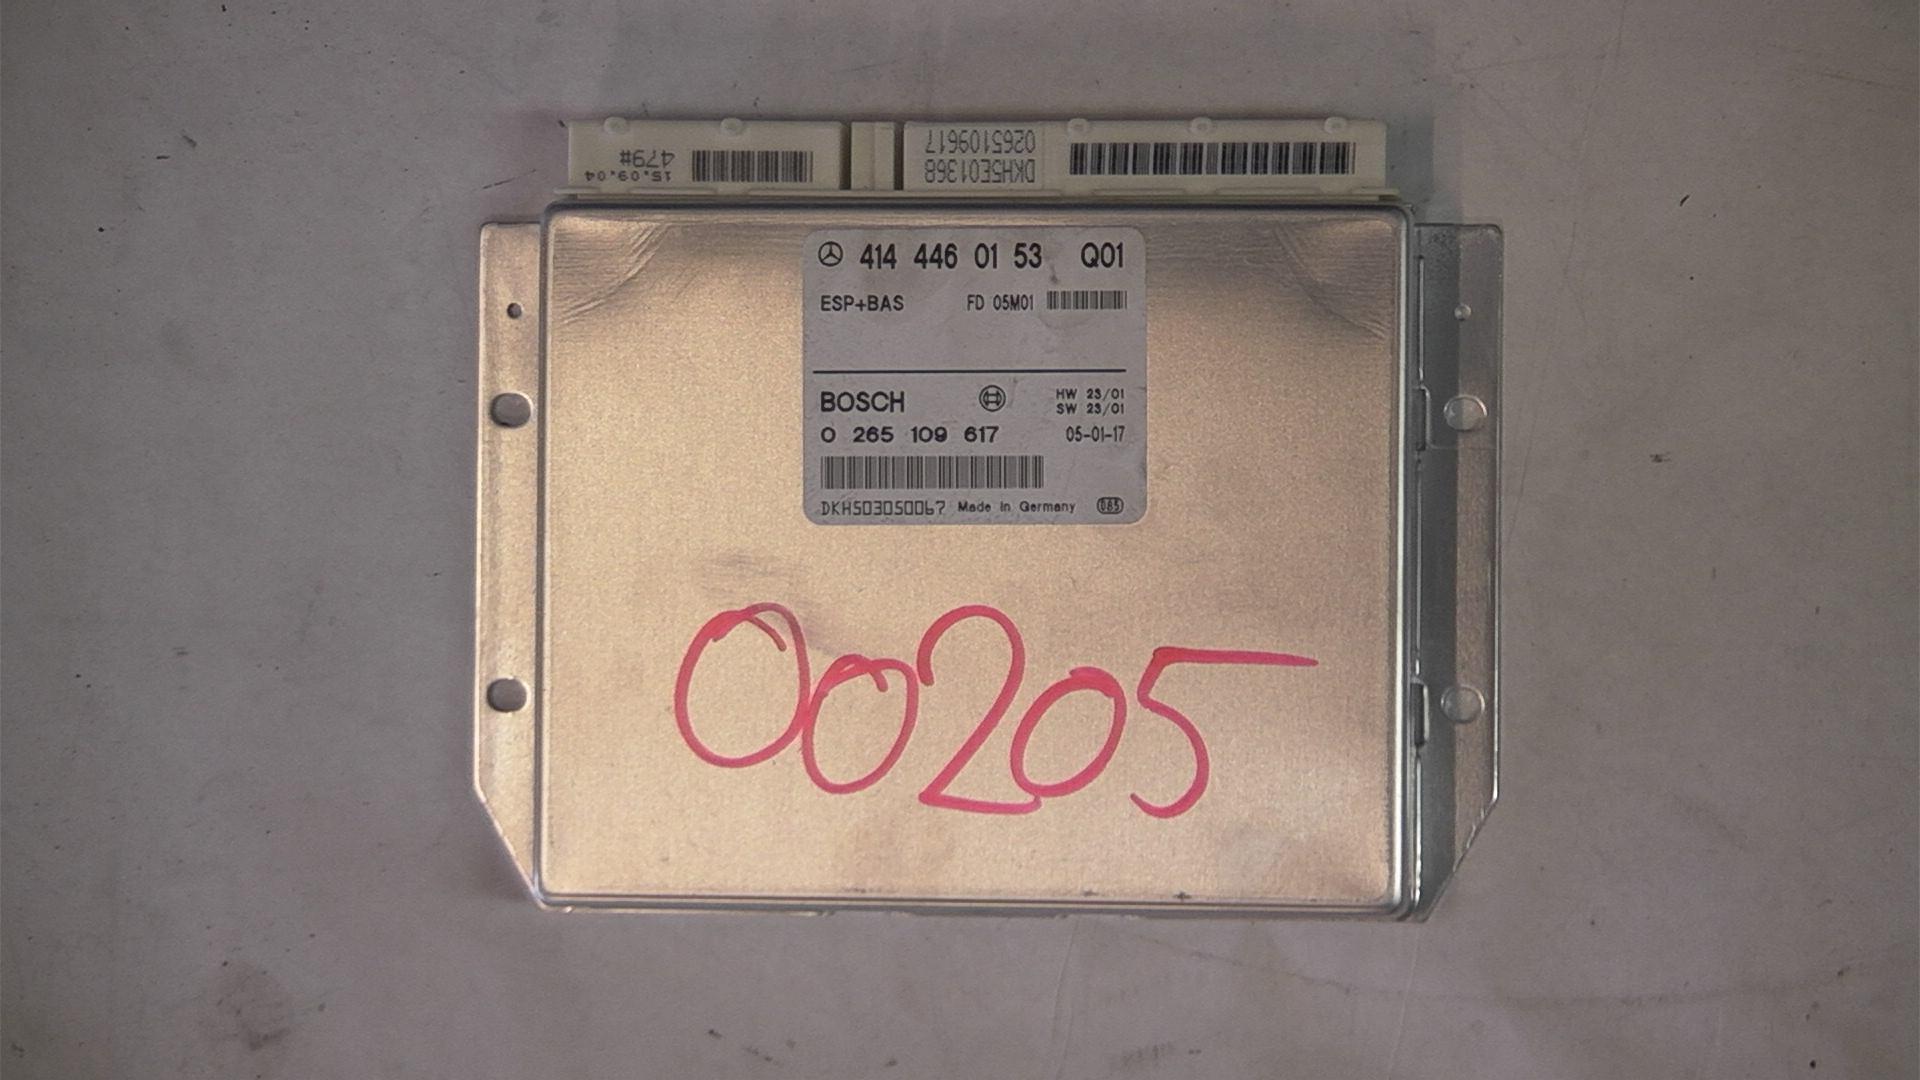 479#
15.09.04
0265109617
DKH5E01368
414 446 01 53 Q01
ESP+BAS FD 05M01
BOSCH
HW 23/01
SW 23/01
0 265 109 617 05-01-17
DKH503050067 Made in Germany 085
00205